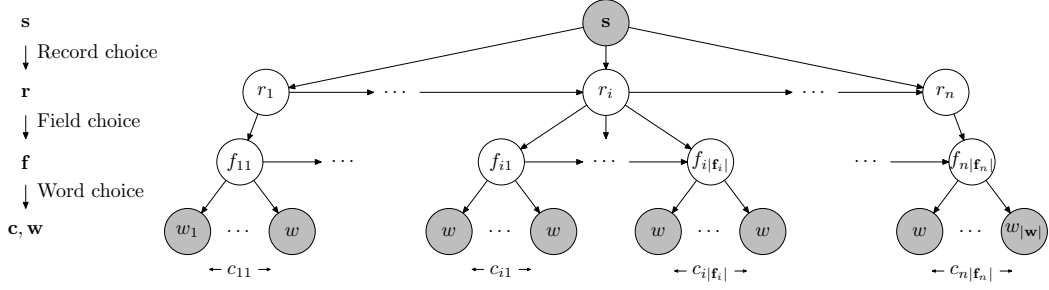 s s
Record choice
r r₁ ··· rᵢ ··· rₙ
Field choice
f f₁₁ ··· fᵢ₁ ··· fᵢ|𝐟ᵢ| ··· fₙ|𝐟ₙ|
Word choice
c, w w₁ ··· w w ··· w w ··· w w ··· w|𝐰|
c₁₁ cᵢ₁ cᵢ|𝐟ᵢ| cₙ|𝐟ₙ|